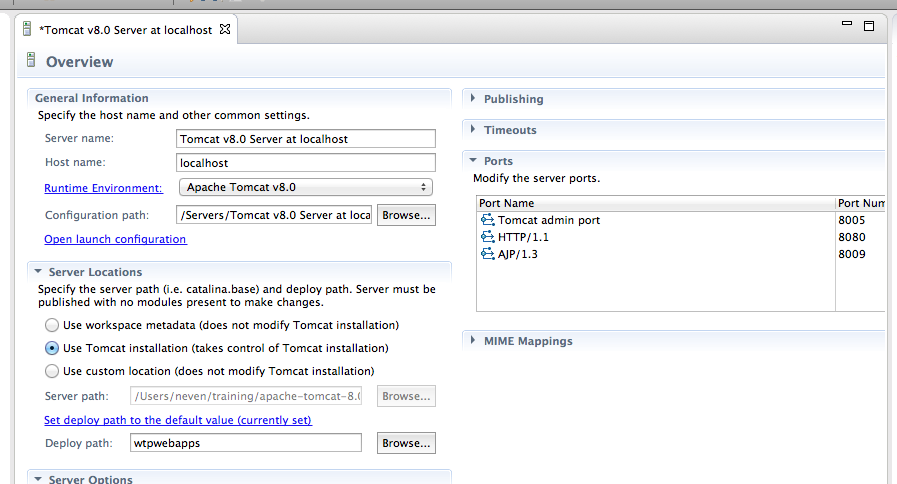 *Tomcat v8.0 Server at localhost
Overview
General Information
Specify the host name and other common settings.
Server name: Tomcat v8.0 Server at localhost
Host name: localhost
Runtime Environment: Apache Tomcat v8.0
Configuration path: /Servers/Tomcat v8.0 Server at loca Browse...
Open launch configuration
Server Locations
Specify the server path (i.e. catalina.base) and deploy path. Server must be
published with no modules present to make changes.
Use workspace metadata (does not modify Tomcat installation)
Use Tomcat installation (takes control of Tomcat installation)
Use custom location (does not modify Tomcat installation)
Server path: /Users/neven/training/apache-tomcat-8.0 Browse...
Set deploy path to the default value (currently set)
Deploy path: wtpwebapps Browse...
Server Options
Publishing
Timeouts
Ports
Modify the server ports.
Port Name Port Num
Tomcat admin port 8005
HTTP/1.1 8080
AJP/1.3 8009
MIME Mappings